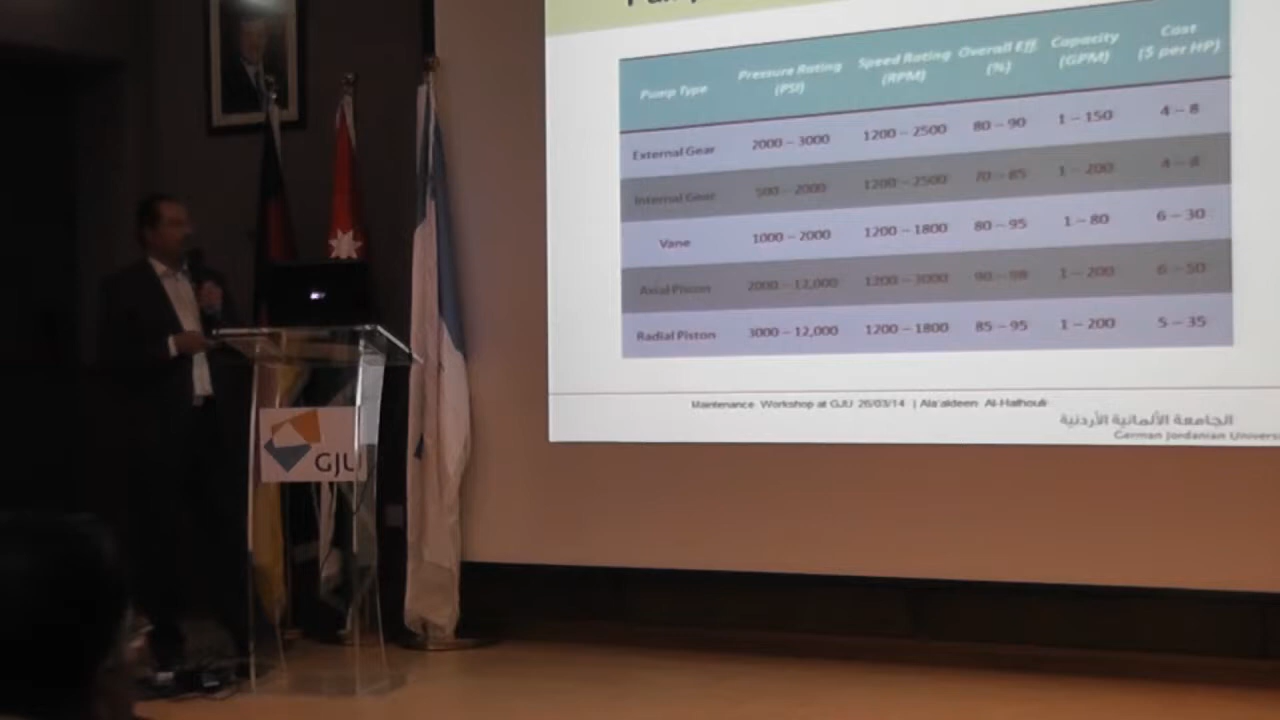 Pump Type Pressure Rating (PSI) Speed Rating (RPM) Overall Eff. (%) Capacity (GPM) Cost ($ per HP)
External Gear 2000 – 3000 1200 – 2500 80 – 90 1 – 150 4 – 8
Internal Gear 500 – 2000 1200 – 2500 70 – 85 1 – 200 4 – 8
Vane 1000 – 2000 1200 – 1800 80 – 95 1 – 80 6 – 30
Axial Piston 2000 – 12,000 1200 – 3000 90 – 98 1 – 200 6 – 50
Radial Piston 3000 – 12,000 1200 – 1800 85 – 95 1 – 200 5 – 35
Maintenance Workshop at GJU 26/03/14 | Ala'aldeen Al-Halhouli
الجامعة الألمانية الأردنية
German Jordanian Univers
GJU